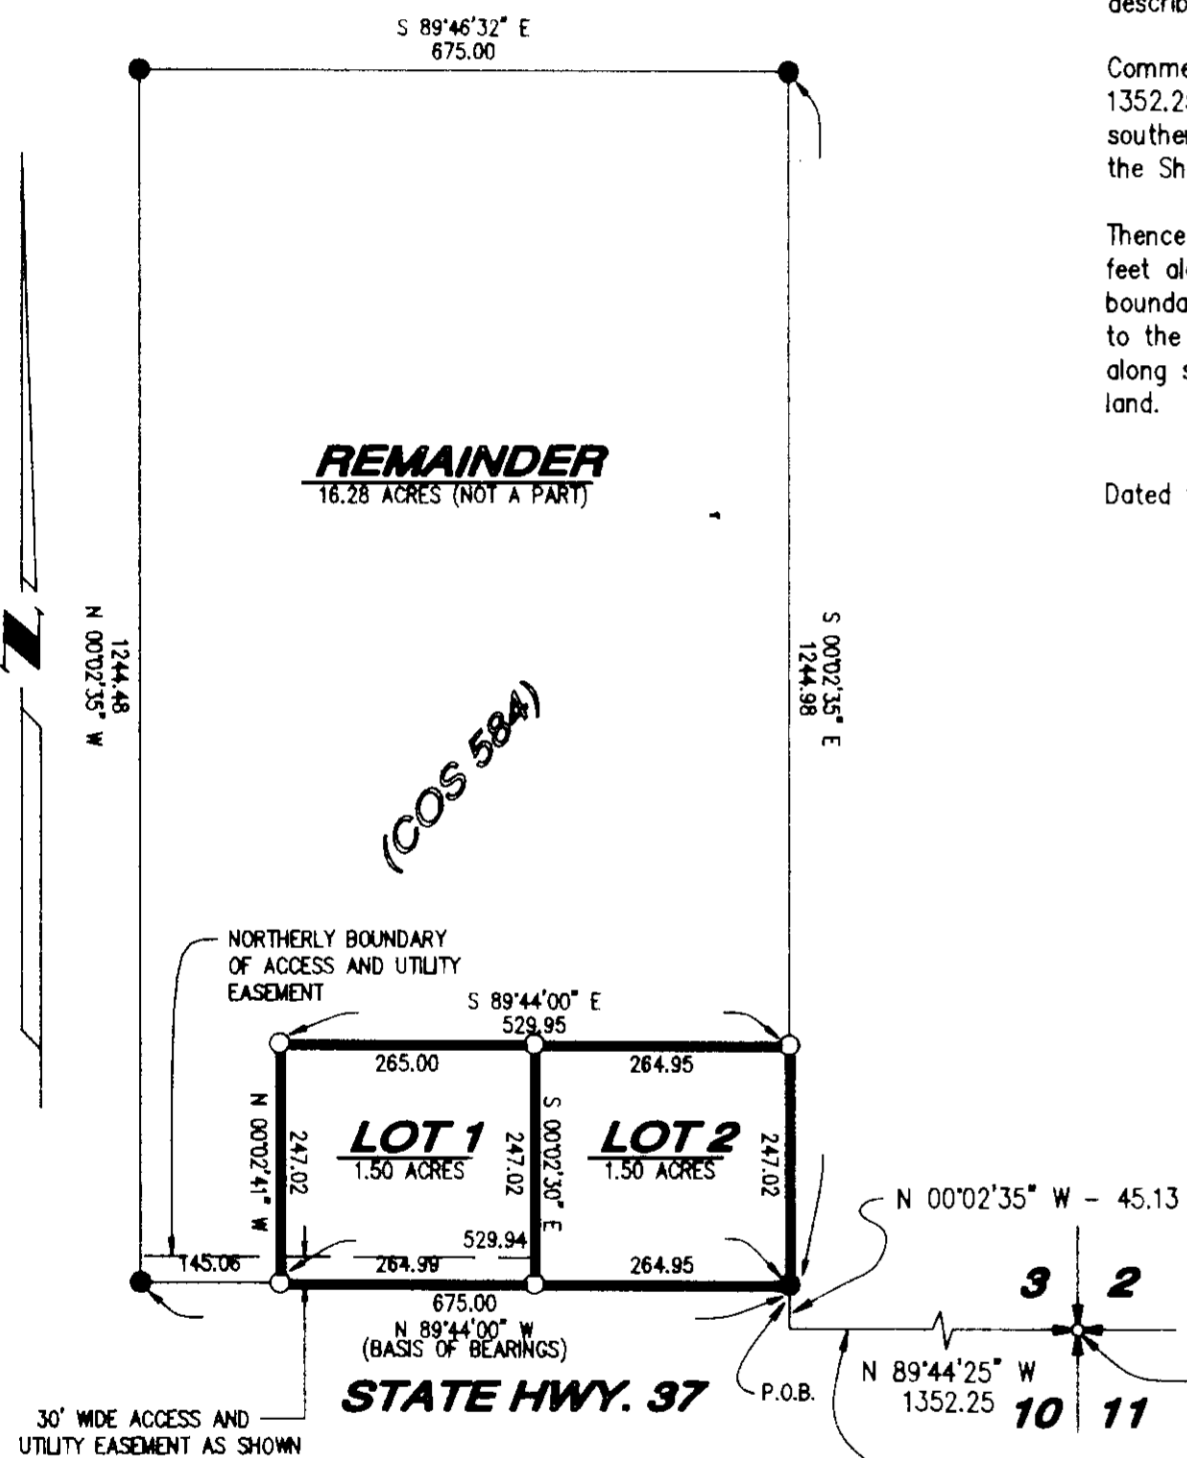 S 89°46'32" E
675.00
describ
Comme
1352.2
souther
the Sh
Thence
feet al
bounda
to the
along s
land.
Dated
REMAINDER
16.28 ACRES (NOT A PART)
Z
N 00°02'35" W
1244.48
S 00°02'35" E
1244.98
(COS 584)
NORTHERLY BOUNDARY
OF ACCESS AND UTILITY
EASEMENT
S 89°44'00" E
529.95
265.00
264.95
N 00°02'41" W
247.02
LOT 1
1.50 ACRES
247.02
S 00°02'30" E
LOT 2
1.50 ACRES
247.02
N 00°02'35" W - 45.13
529.94
145.06
264.99
264.95
675.00
N 89°44'00" W
(BASIS OF BEARINGS)
STATE HWY. 37
P.O.B.
3 2
N 89°44'25" W
1352.25
10 11
30' WIDE ACCESS AND
UTILITY EASEMENT AS SHOWN